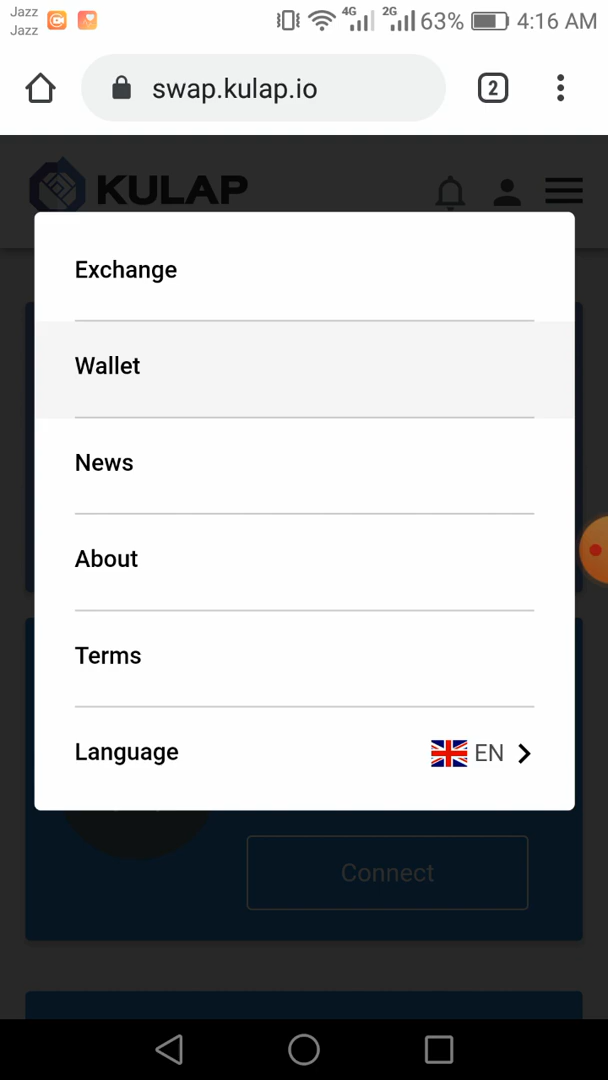 Jazz
Jazz
4G
2G
63%
4:16 AM
swap.kulap.io
2
KULAP
Exchange
Wallet
News
About
Terms
Language
EN
Connect